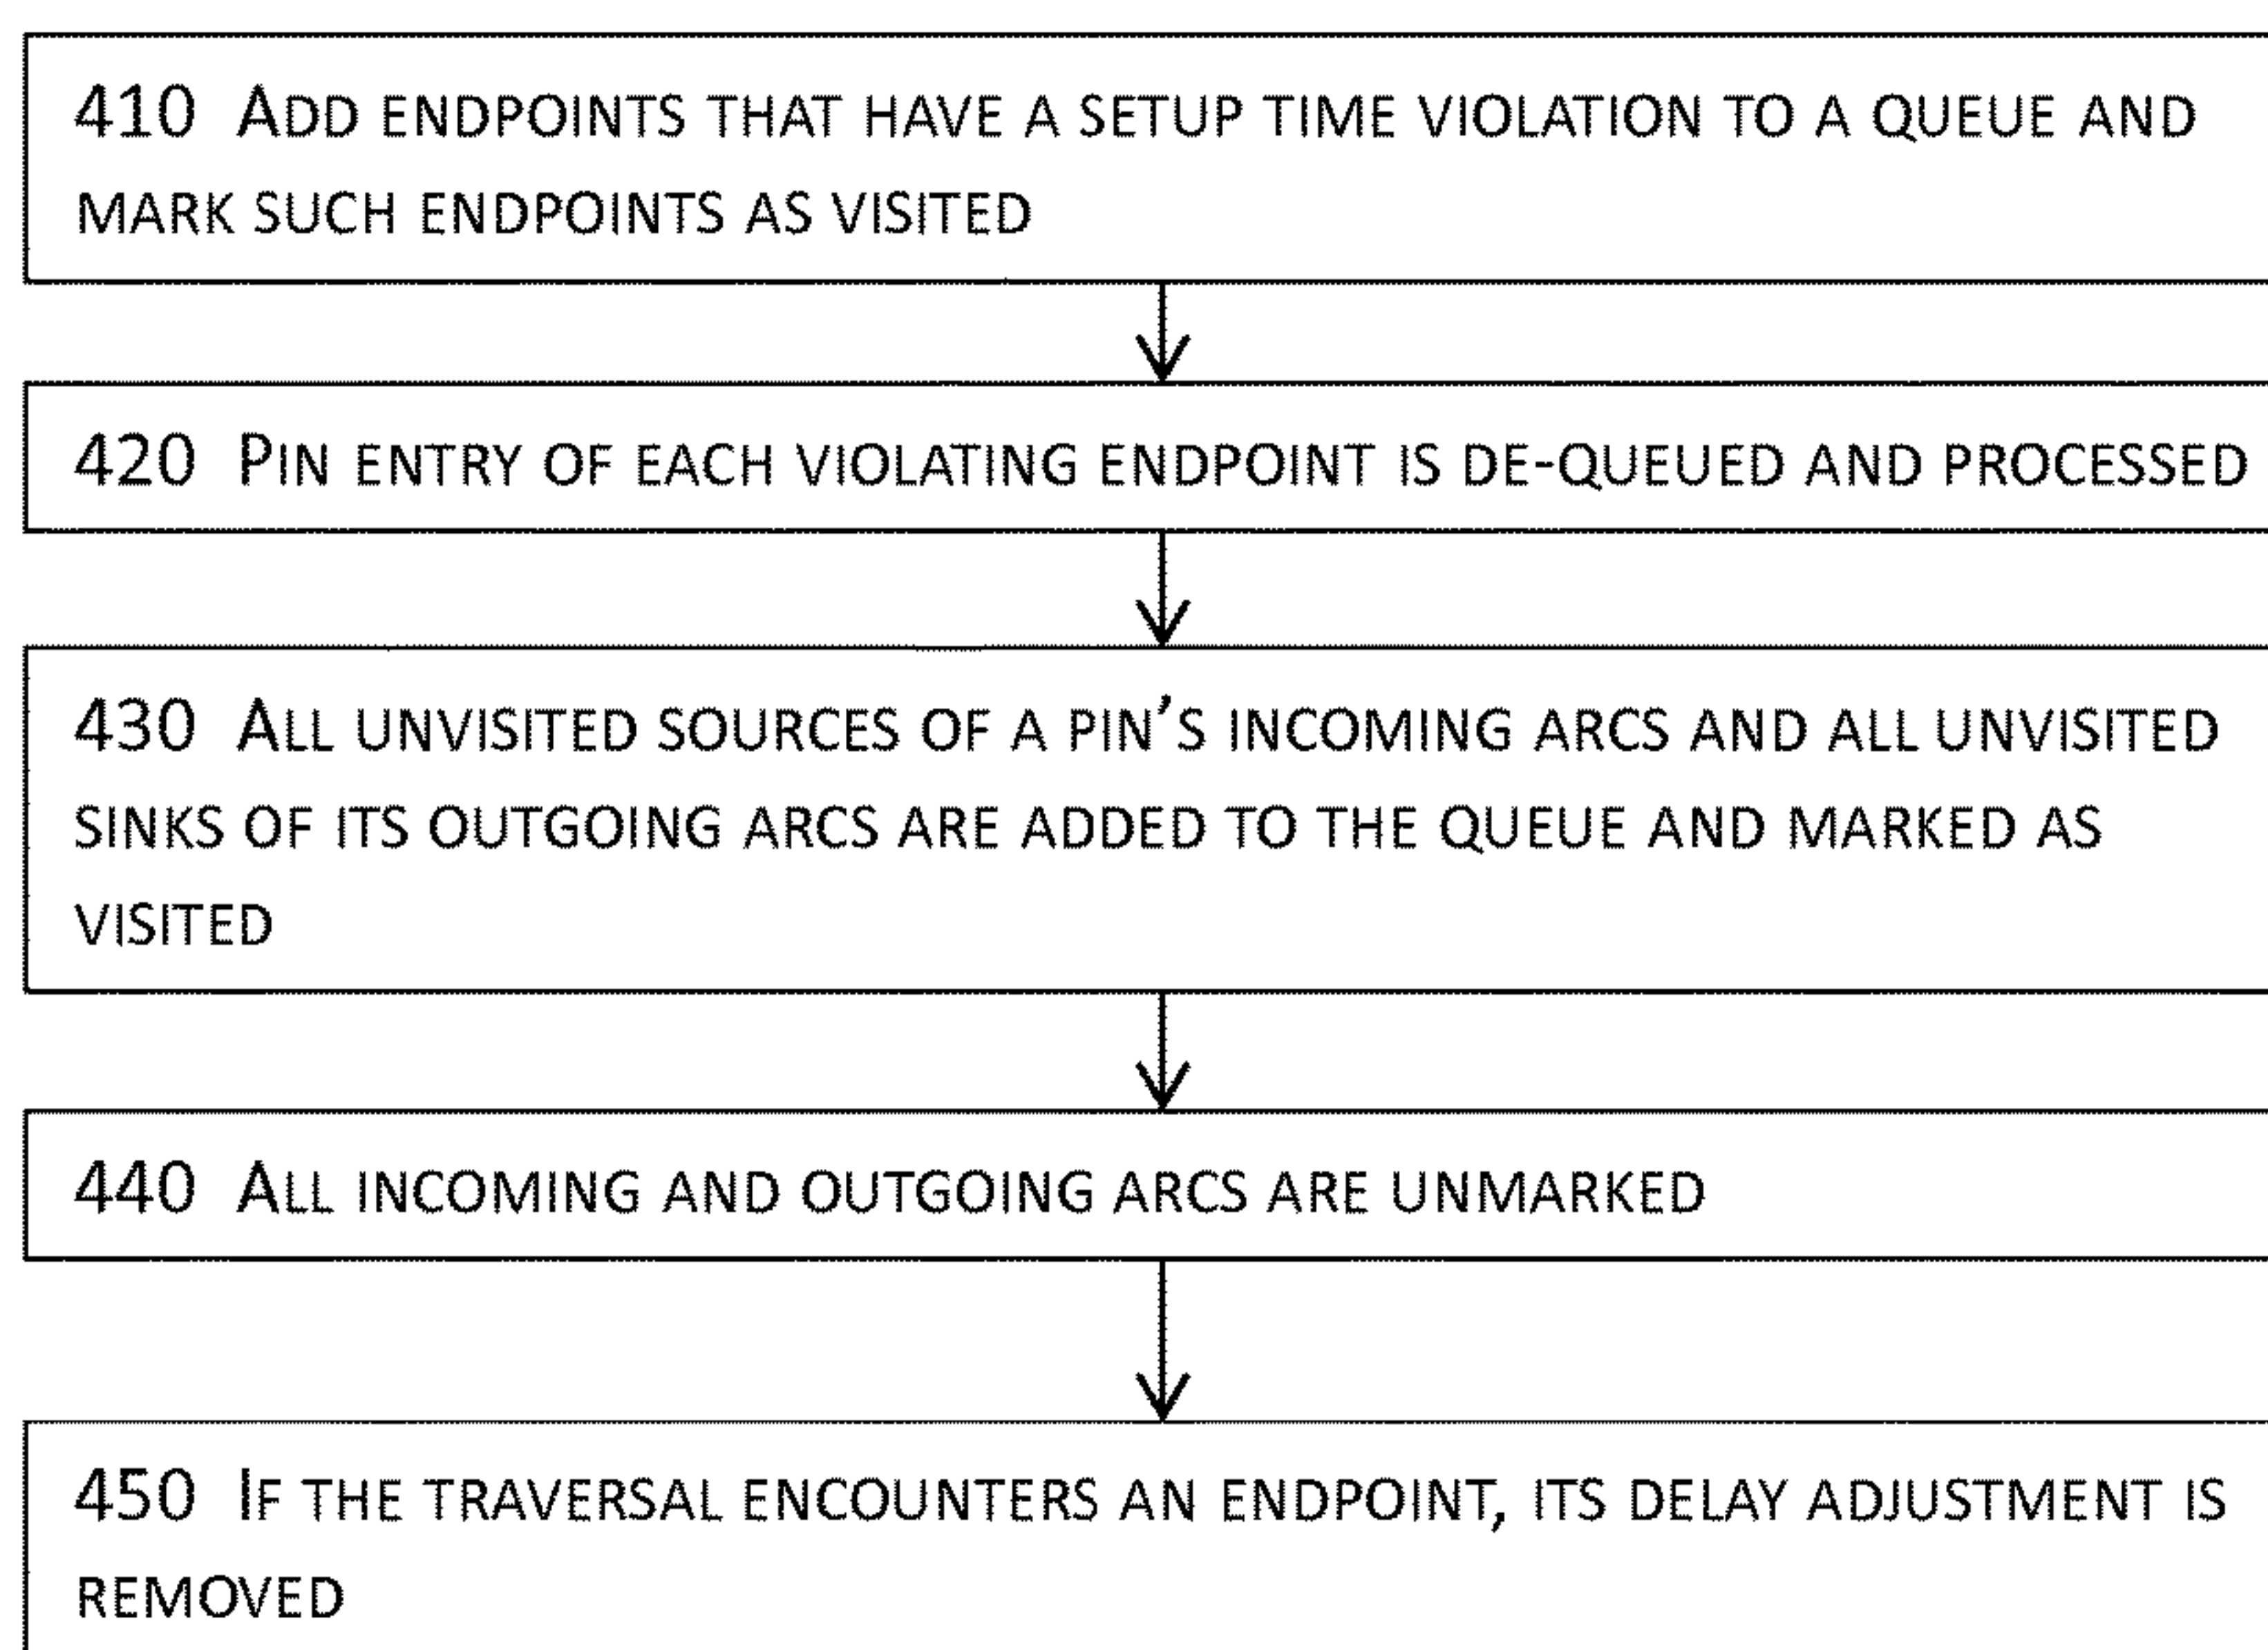 410 Add endpoints that have a setup time violation to a queue and
mark such endpoints as visited
420 Pin entry of each violating endpoint is de-queued and processed
430 All unvisited sources of a pin's incoming arcs and all unvisited
sinks of its outgoing arcs are added to the queue and marked as
visited
440 All incoming and outgoing arcs are unmarked
450 If the traversal encounters an endpoint, its delay adjustment is
removed